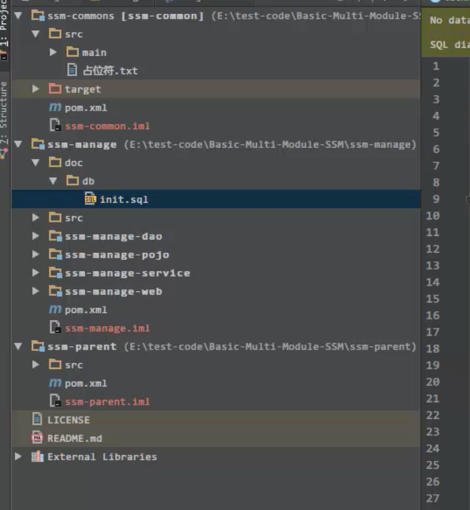 1: Project
7: Structure
ssm-commons [ssm-common] (E:\test-code\Basic-Multi-Module-S
src
main
占位符.txt
target
pom.xml
ssm-common.iml
ssm-manage (E:\test-code\Basic-Multi-Module-SSM\ssm-manage)
doc
db
init.sql
src
ssm-manage-dao
ssm-manage-pojo
ssm-manage-service
ssm-manage-web
pom.xml
ssm-manage.iml
ssm-parent (E:\test-code\Basic-Multi-Module-SSM\ssm-parent)
src
pom.xml
ssm-parent.iml
LICENSE
README.md
External Libraries
No data
SQL dia
1
2
3
4
5
6
7
8
9
10
11
12
13
14
15
16
17
18
19
20
21
22
23
24
25
26
27